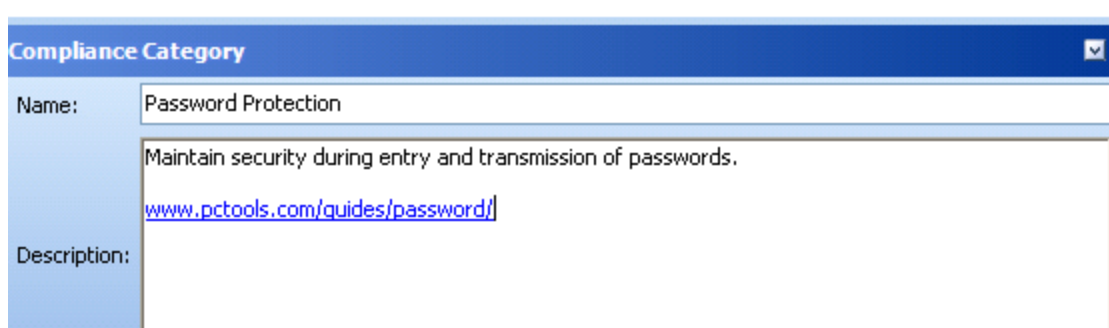 Compliance Category
Name:
Password Protection
Maintain security during entry and transmission of passwords.
www.pctools.com/guides/password/
Description: